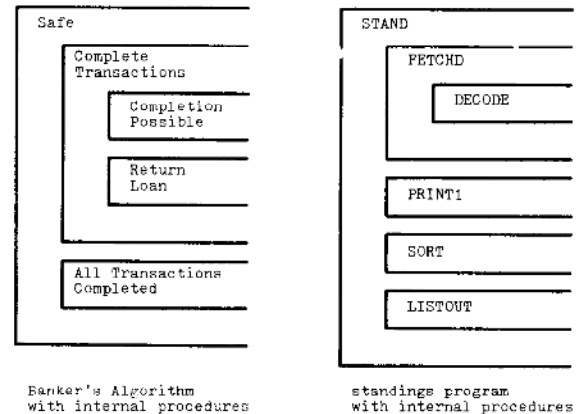 Safe
Complete
Transactions
Completion
Possible
Return
Loan
All Transactions
Completed
Banker's Algorithm
with internal procedures
STAND
FETCHD
DECODE
PRINT1
SORT
LISTOUT
standings program
with internal procedures